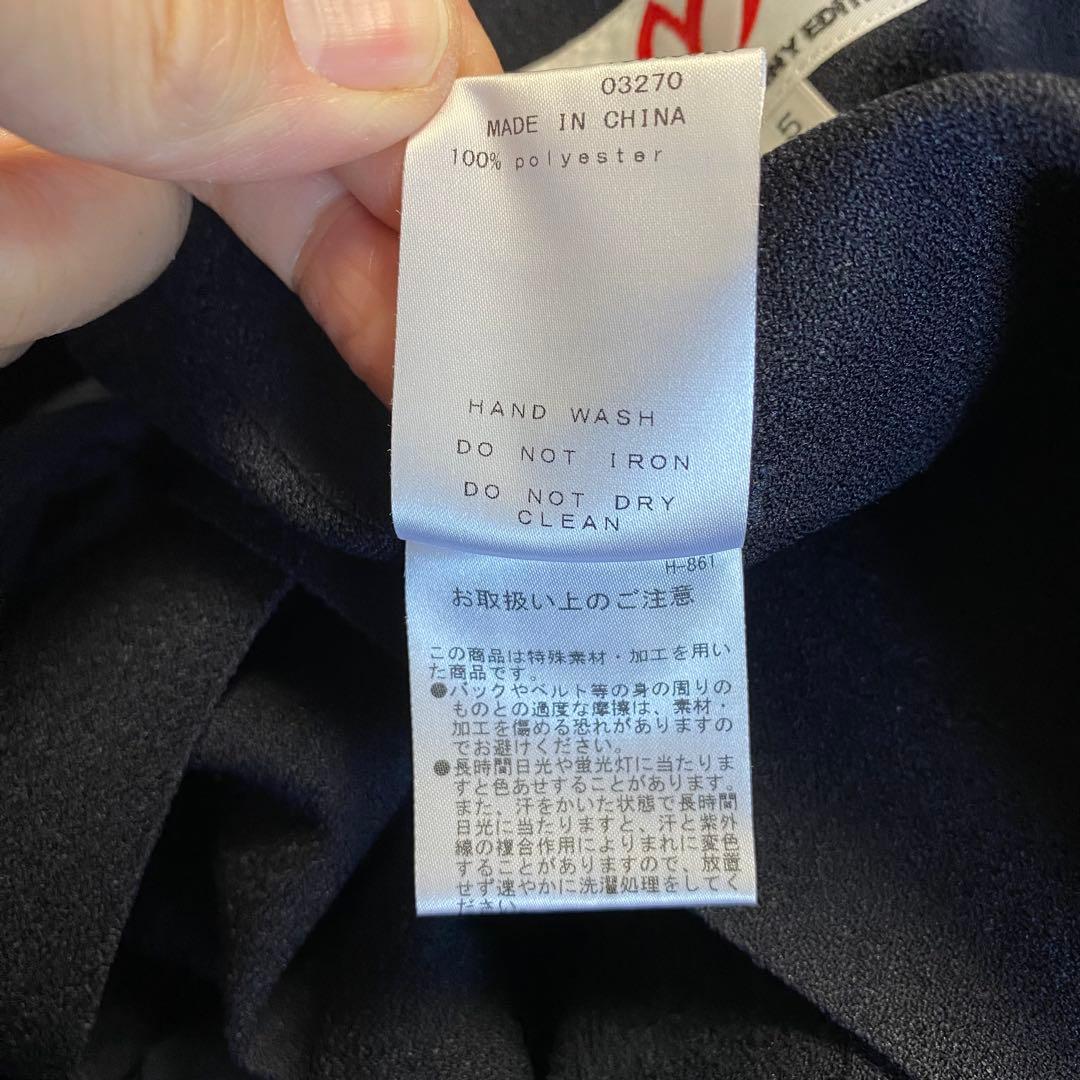 NY EDITI
5
03270
MADE IN CHINA
100% polyester
HAND WASH
DO NOT IRON
DO NOT DRY
CLEAN
H-861
お取扱い上のご注意
この商品は特殊素材・加工を用い
た商品です。
●バックやベルト等の身の周りの
ものとの過度な摩擦は、素材・
加工を傷める恐れがありますの
でお避けください。
●長時間日光や蛍光灯に当たりま
すと色あせすることがあります。
また、汗をかいた状態で長時間
日光に当たりますと、汗と紫外
線の複合作用によりまれに変色
することがありますので、放置
せず速やかに洗濯処理をしてく
ださい。